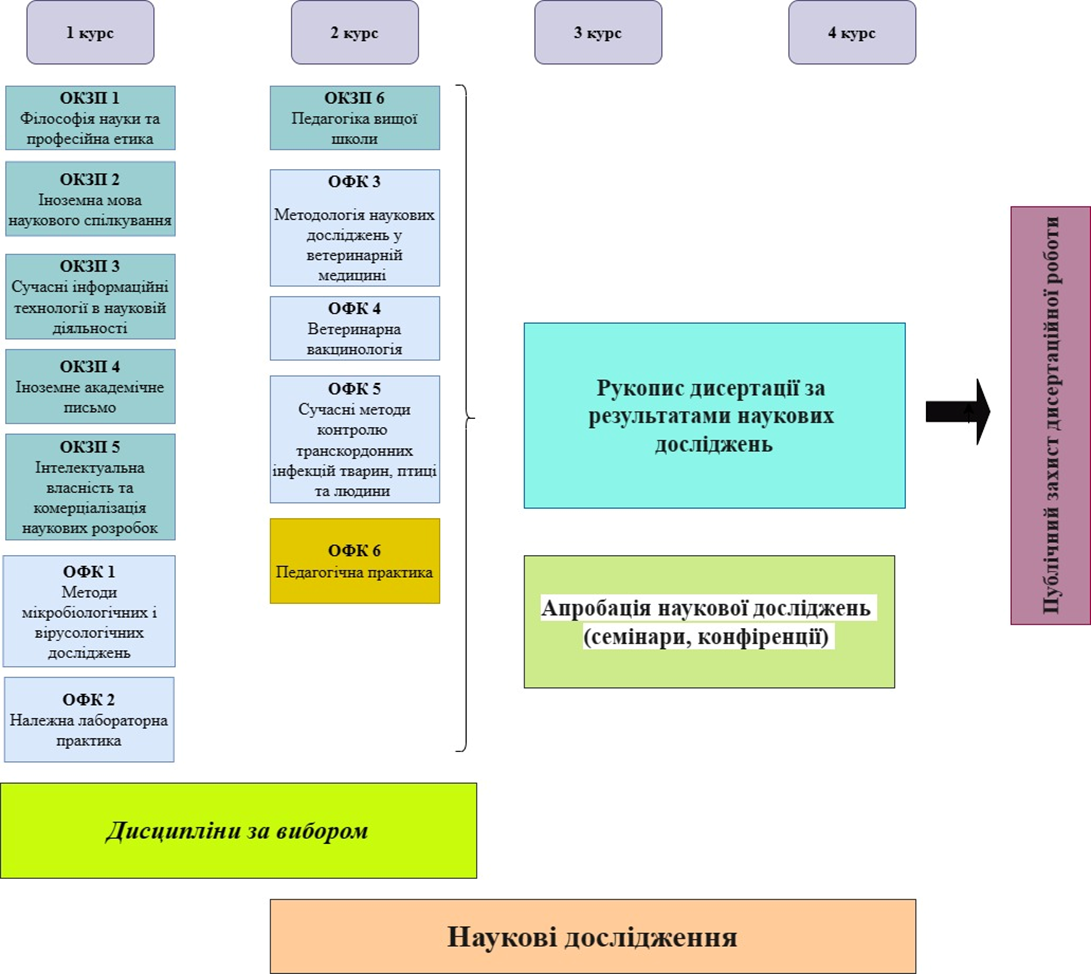 1 курс
2 курс
3 курс
4 курс
ОКЗП 1
Філософія науки та
професійна етика
ОКЗП 2
Іноземна мова
наукового спілкування
ОКЗП 3
Сучасні інформаційні
технології в науковій
діяльності
ОКЗП 4
Іноземне академічне
письмо
ОКЗП 5
Інтелектуальна
власність та
комерціалізація
наукових розробок
ОФК 1
Методи
мікробіологічних і
вірусологічних
досліджень
ОФК 2
Належна лабораторна
практика
ОКЗП 6
Педагогіка вищої
школи
ОФК 3
Методологія наукових
досліджень у
ветеринарній
медицині
ОФК 4
Ветеринарна
вакцинологія
ОФК 5
Сучасні методи
контролю
транскордонних
інфекцій тварин, птиці
та людини
ОФК 6
Педагогічна практика
Рукопис дисертації за
результатами наукових
досліджень
Апробація наукової досліджень
(семінари, конфіренції)
Публічний захист дисертаційної роботи
Дисципліни за вибором
Наукові дослідження